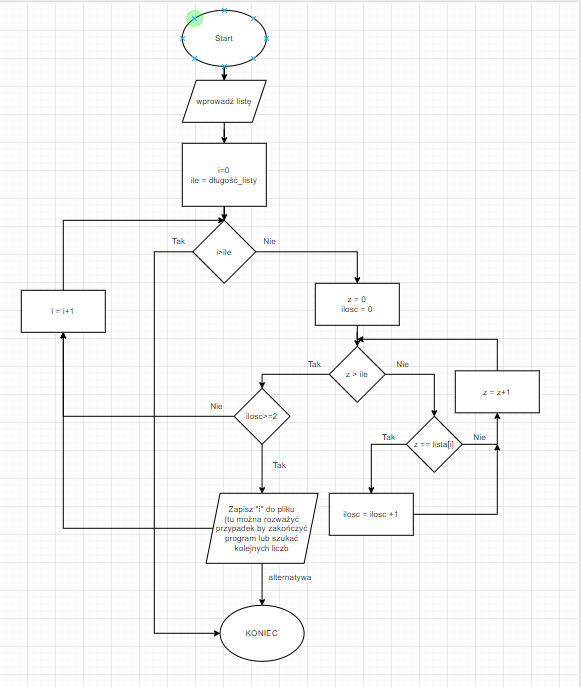 Start
wprowadź listę
i=0
ile = długość_listy
i>ile
Tak
Nie
i = i+1
z = 0
ilosc = 0
z > ile
Tak
Nie
z = z+1
ilosc>=2
Nie
Tak
z == lista[i]
Tak
Nie
ilosc = ilosc +1
Zapisz "i" do pliku
(tu można rozważyć
przypadek by zakończyć
program lub szukać
kolejnych liczb
alternatywa
KONIEC